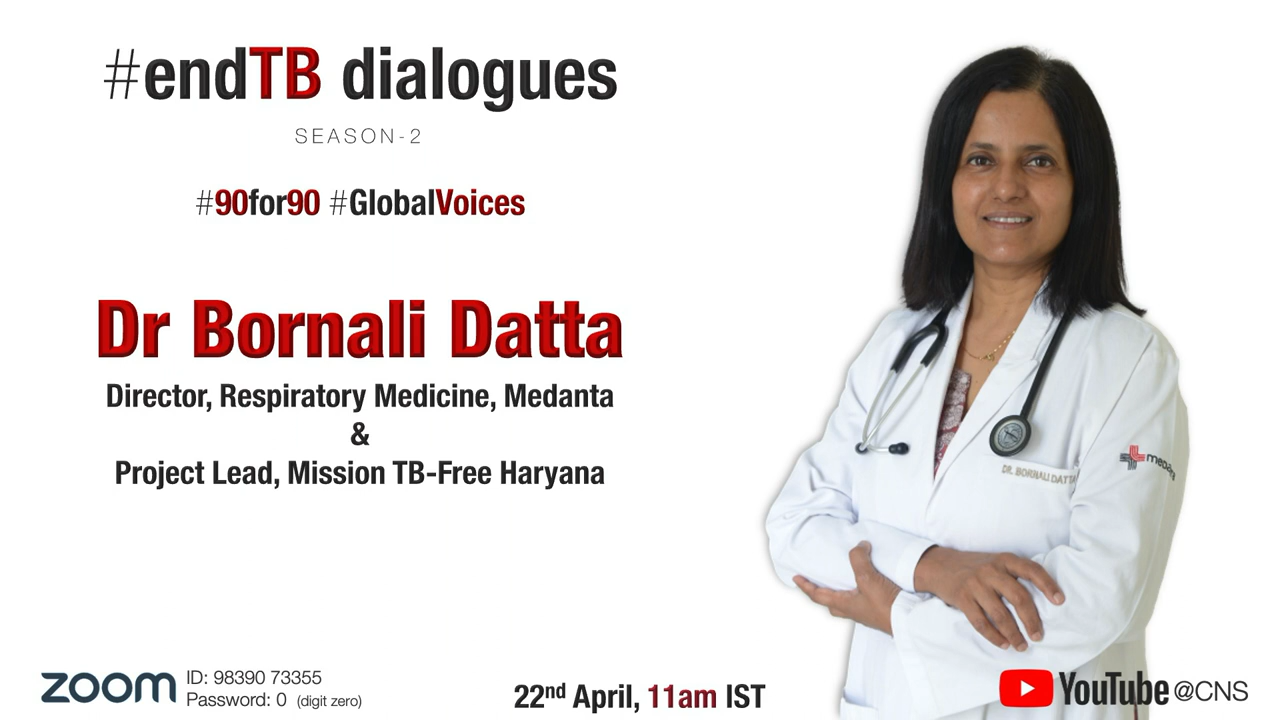 #endTB dialogues
SEASON-2
#90for90 #GlobalVoices
Dr Bornali Datta
Director, Respiratory Medicine, Medanta
&
Project Lead, Mission TB-Free Haryana
DR. BORNALI DATTA
medanta
zoom
ID: 98390 73355
Password: 0 (digit zero)
22nd April, 11am IST
YouTube @CNS